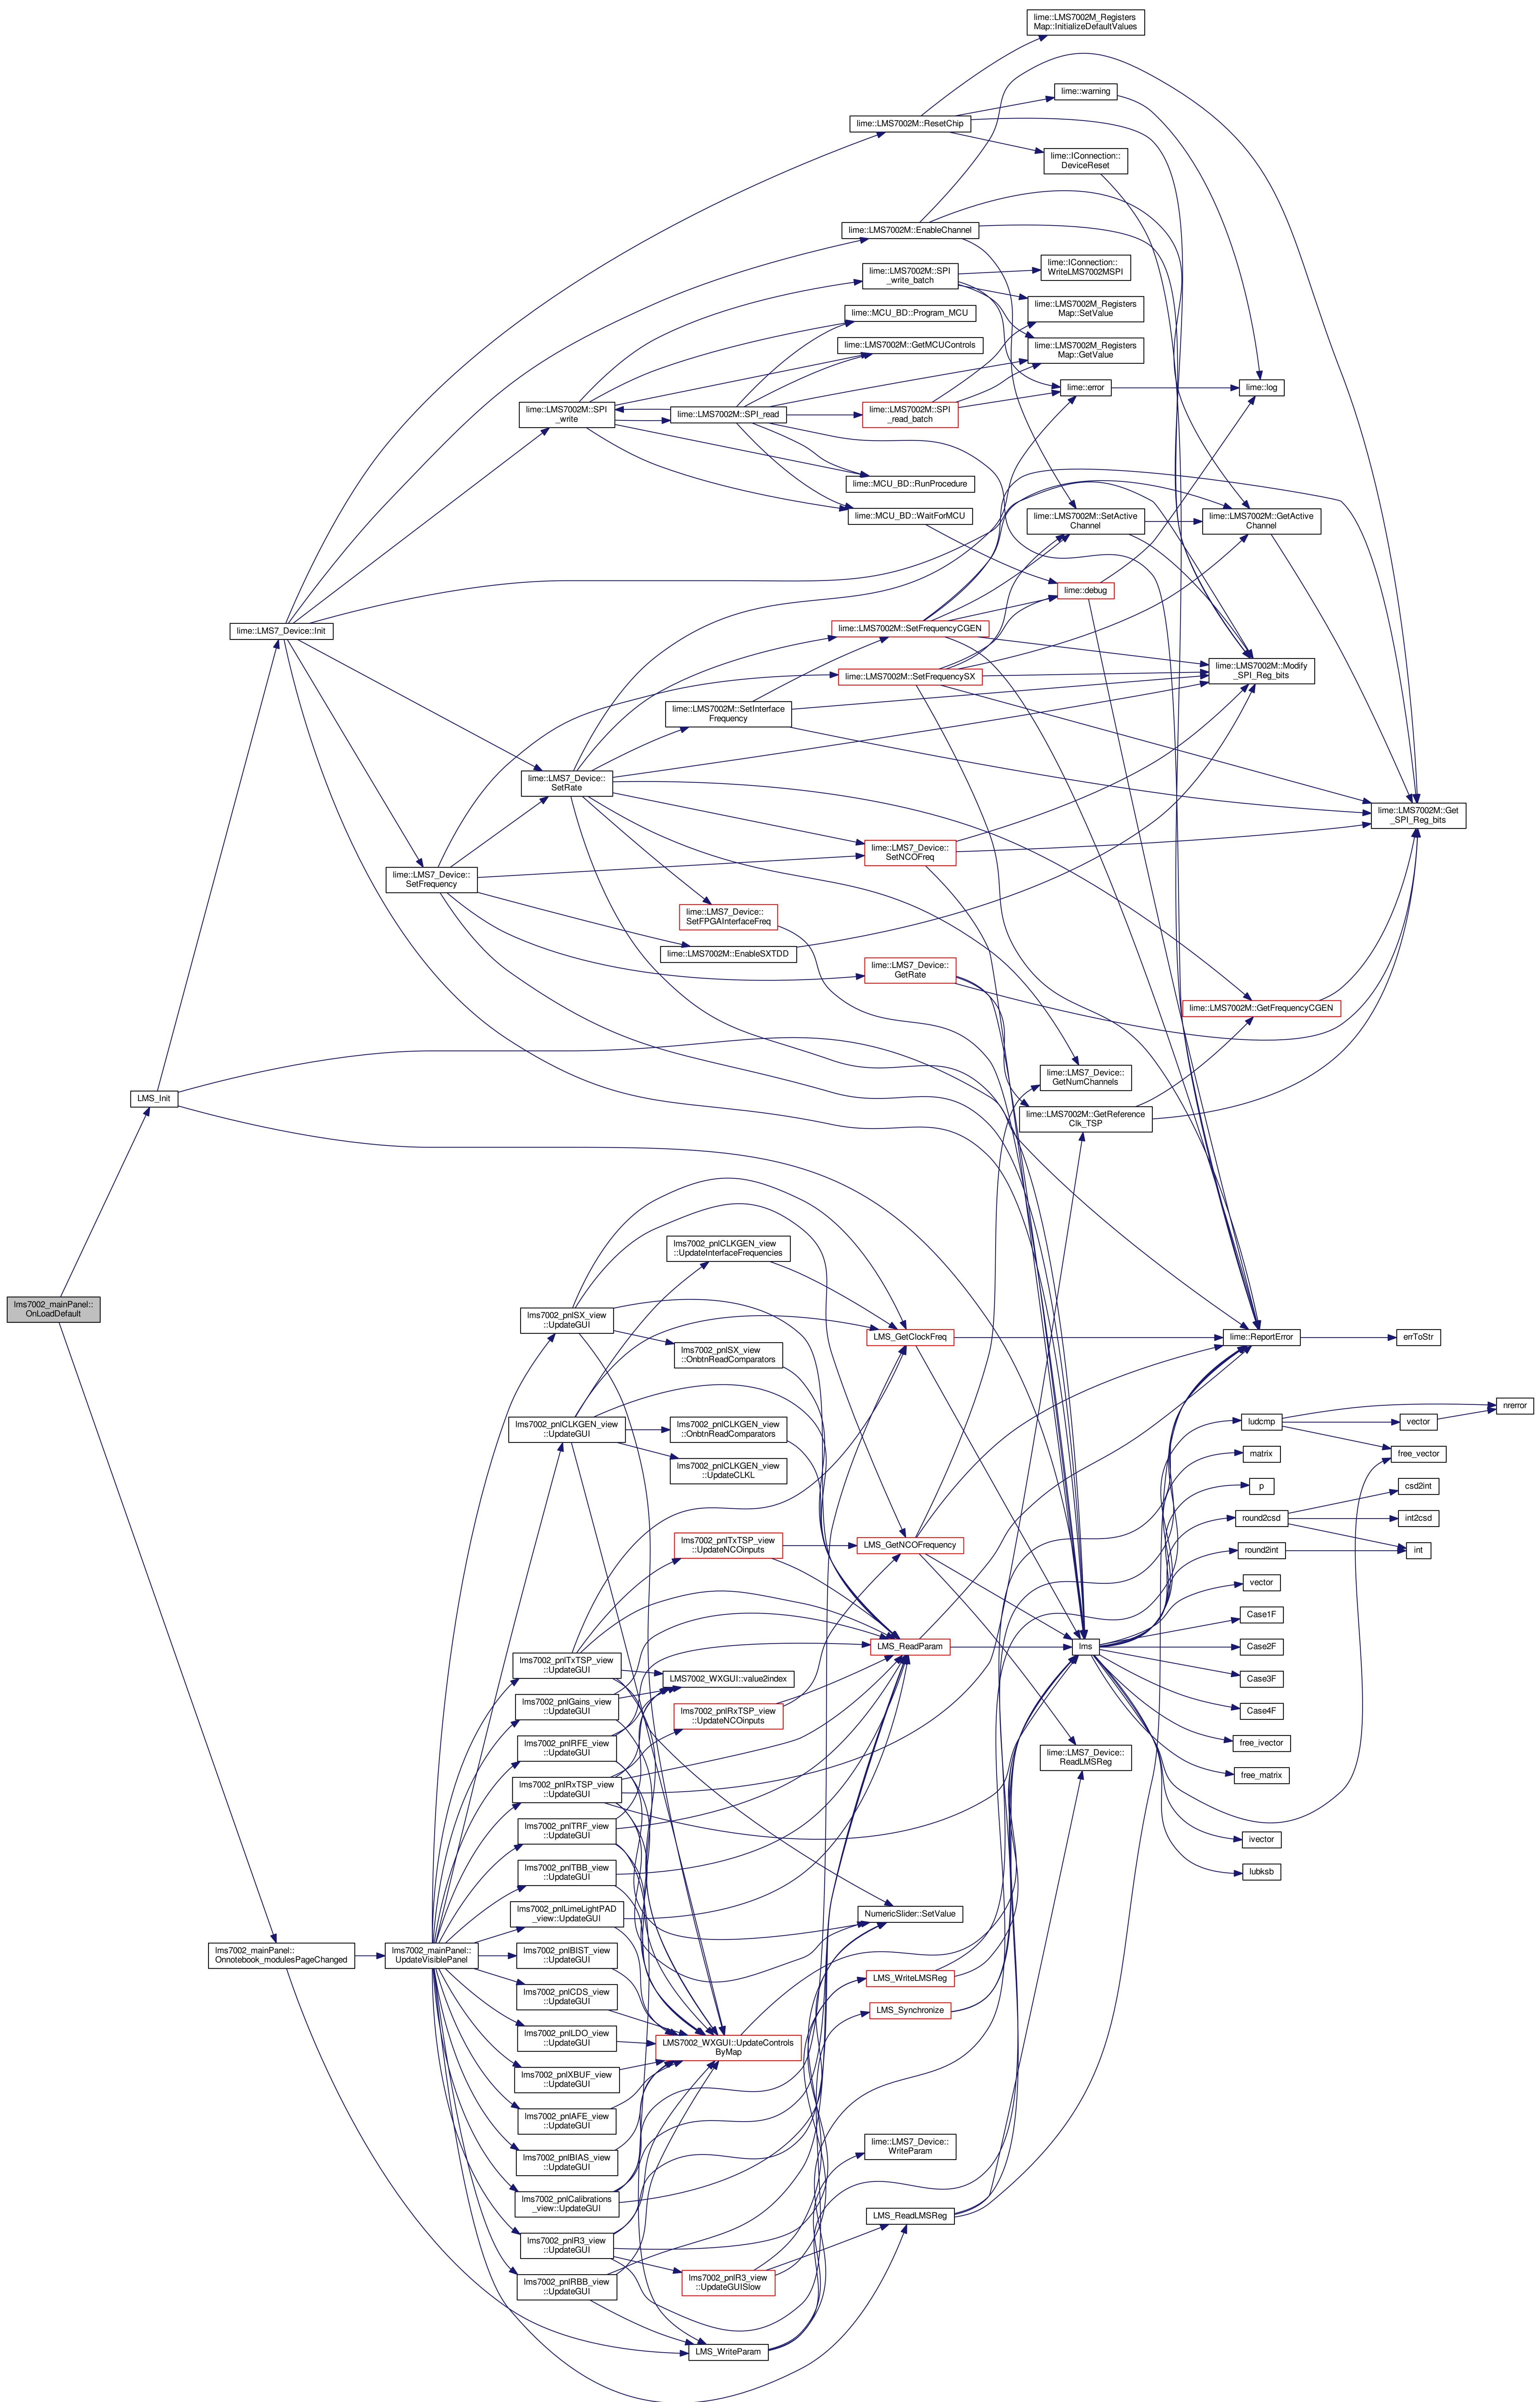 lime::LMS7002M_Registers
Map::InitializeDefaultValues
lime::warning
lime::LMS7002M::ResetChip
lime::IConnection::
DeviceReset
lime::LMS7002M::EnableChannel
lime::LMS7002M::SPI
_write_batch
lime::IConnection::
WriteLMS7002MSPI
lime::LMS7002M_Registers
Map::SetValue
lime::MCU_BD::Program_MCU
lime::LMS7002M::GetMCUControls
lime::LMS7002M_Registers
Map::GetValue
lime::error
lime::log
lime::LMS7002M::SPI
_write
lime::LMS7002M::SPI_read
lime::LMS7002M::SPI
_read_batch
lime::MCU_BD::RunProcedure
lime::MCU_BD::WaitForMCU
lime::LMS7002M::SetActive
Channel
lime::LMS7002M::GetActive
Channel
lime::debug
lime::LMS7_Device::Init
lime::LMS7002M::SetFrequencyCGEN
lime::LMS7002M::SetFrequencySX
lime::LMS7002M::Modify
_SPI_Reg_bits
lime::LMS7002M::SetInterface
Frequency
lime::LMS7_Device::
SetRate
lime::LMS7002M::Get
_SPI_Reg_bits
lime::LMS7_Device::
SetNCOFreq
lime::LMS7_Device::
SetFrequency
lime::LMS7_Device::
SetFPGAInterfaceFreq
lime::LMS7002M::EnableSXTDD
lime::LMS7_Device::
GetRate
lime::LMS7002M::GetFrequencyCGEN
lime::LMS7_Device::
GetNumChannels
LMS_Init
lime::LMS7002M::GetReference
Clk_TSP
lms7002_pnlCLKGEN_view
::UpdateInterfaceFrequencies
lms7002_mainPanel::
OnLoadDefault
lms7002_pnlSX_view
::UpdateGUI
LMS_GetClockFreq
lime::ReportError
errToStr
lms7002_pnlSX_view
::OnbtnReadComparators
nrerror
lms7002_pnlCLKGEN_view
::UpdateGUI
lms7002_pnlCLKGEN_view
::OnbtnReadComparators
ludcmp
vector
matrix
free_vector
lms7002_pnlCLKGEN_view
::UpdateCLKL
p
csd2int
round2csd
int2csd
lms7002_pnlTxTSP_view
::UpdateNCOinputs
LMS_GetNCOFrequency
round2int
int
vector
Case1F
lms7002_pnlTxTSP_view
::UpdateGUI
LMS_ReadParam
lms
Case2F
LMS7002_WXGUI::value2index
Case3F
lms7002_pnlGains_view
::UpdateGUI
lms7002_pnlRxTSP_view
::UpdateNCOinputs
Case4F
lms7002_pnlRFE_view
::UpdateGUI
free_ivector
lime::LMS7_Device::
ReadLMSReg
free_matrix
lms7002_pnlRxTSP_view
::UpdateGUI
lms7002_pnlTRF_view
::UpdateGUI
ivector
lms7002_pnlTBB_view
::UpdateGUI
lubksb
lms7002_pnlLimeLightPAD
_view::UpdateGUI
NumericSlider::SetValue
lms7002_mainPanel::
Onnotebook_modulesPageChanged
lms7002_mainPanel::
UpdateVisiblePanel
lms7002_pnlBIST_view
::UpdateGUI
LMS_WriteLMSReg
lms7002_pnlCDS_view
::UpdateGUI
LMS_Synchronize
lms7002_pnlLDO_view
::UpdateGUI
LMS7002_WXGUI::UpdateControls
ByMap
lms7002_pnlXBUF_view
::UpdateGUI
lms7002_pnlAFE_view
::UpdateGUI
lms7002_pnlBIAS_view
::UpdateGUI
lime::LMS7_Device::
WriteParam
lms7002_pnlCalibrations
_view::UpdateGUI
LMS_ReadLMSReg
lms7002_pnlR3_view
::UpdateGUI
lms7002_pnlR3_view
::UpdateGUISlow
lms7002_pnlRBB_view
::UpdateGUI
LMS_WriteParam